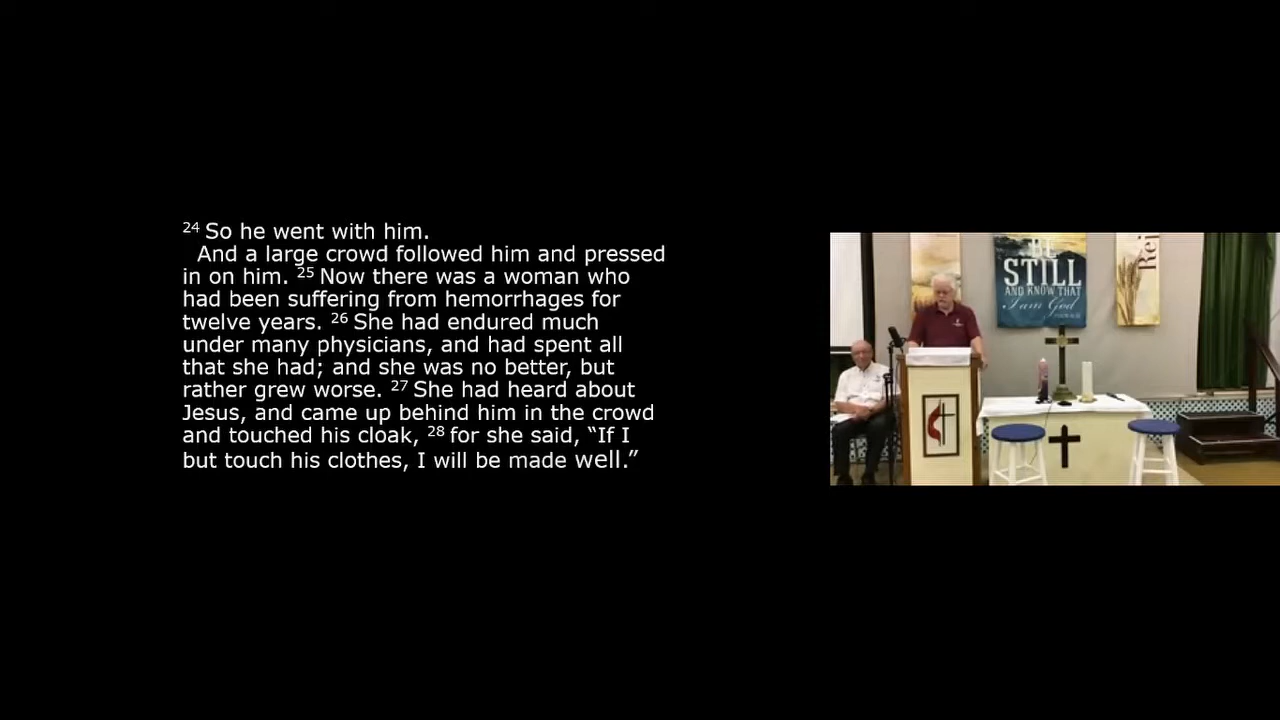 24 So he went with him.
And a large crowd followed him and pressed
in on him. 25 Now there was a woman who
had been suffering from hemorrhages for
twelve years. 26 She had endured much
under many physicians, and had spent all
that she had; and she was no better, but
rather grew worse. 27 She had heard about
Jesus, and came up behind him in the crowd
and touched his cloak, 28 for she said, “If I
but touch his clothes, I will be made well.”
BE
STILL
AND KNOW THAT
I am God
Rej